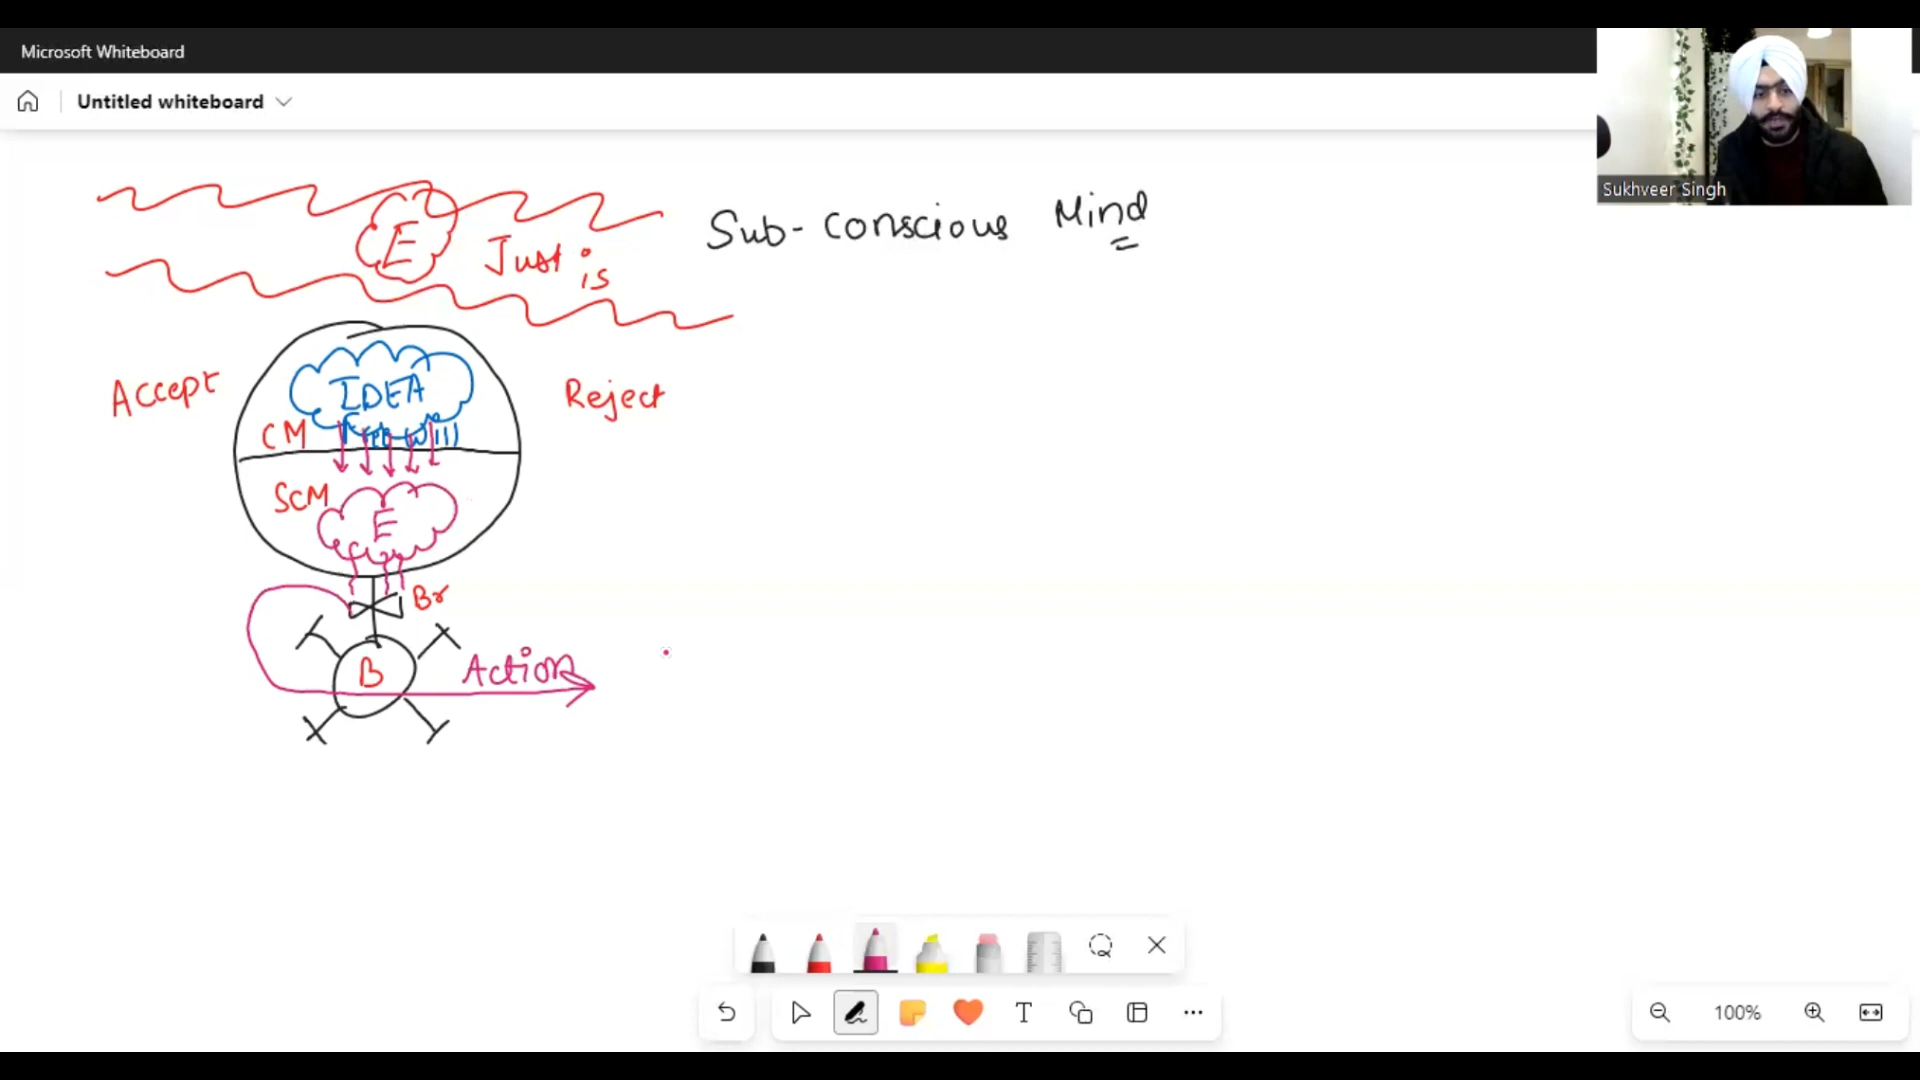 Microsoft Whiteboard
Untitled whiteboard
Sukhveer Singh
Sub-conscious Mind
E Just is
Accept
IDEA
Reject
CM
Will
SCM
E
Br
B
Action
100%